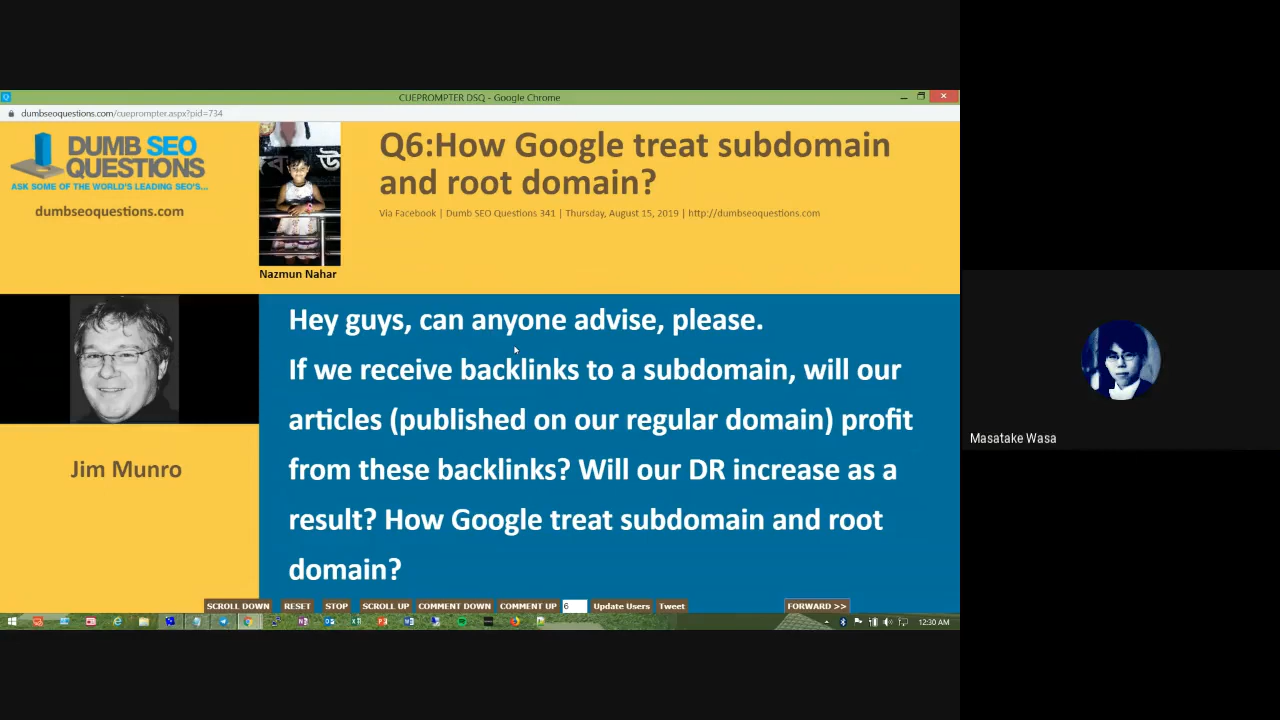 CUEPROMPTER DSQ - Google Chrome
dumbseoquestions.com/cueprompter.aspx?pid=734
DUMB SEO
QUESTIONS
ASK SOME OF THE WORLD'S LEADING SEO'S...
dumbseoquestions.com
Nazmun Nahar
Q6:How Google treat subdomain
and root domain?
Via Facebook | Dumb SEO Questions 341 | Thursday, August 15, 2019 | http://dumbseoquestions.com
Jim Munro
Hey guys, can anyone advise, please.
If we receive backlinks to a subdomain, will our
articles (published on our regular domain) profit
from these backlinks? Will our DR increase as a
result? How Google treat subdomain and root
domain?
SCROLL DOWN RESET STOP SCROLL UP COMMENT DOWN COMMENT UP 6 Update Users Tweet FORWARD >>
12:30 AM
Masatake Wasa